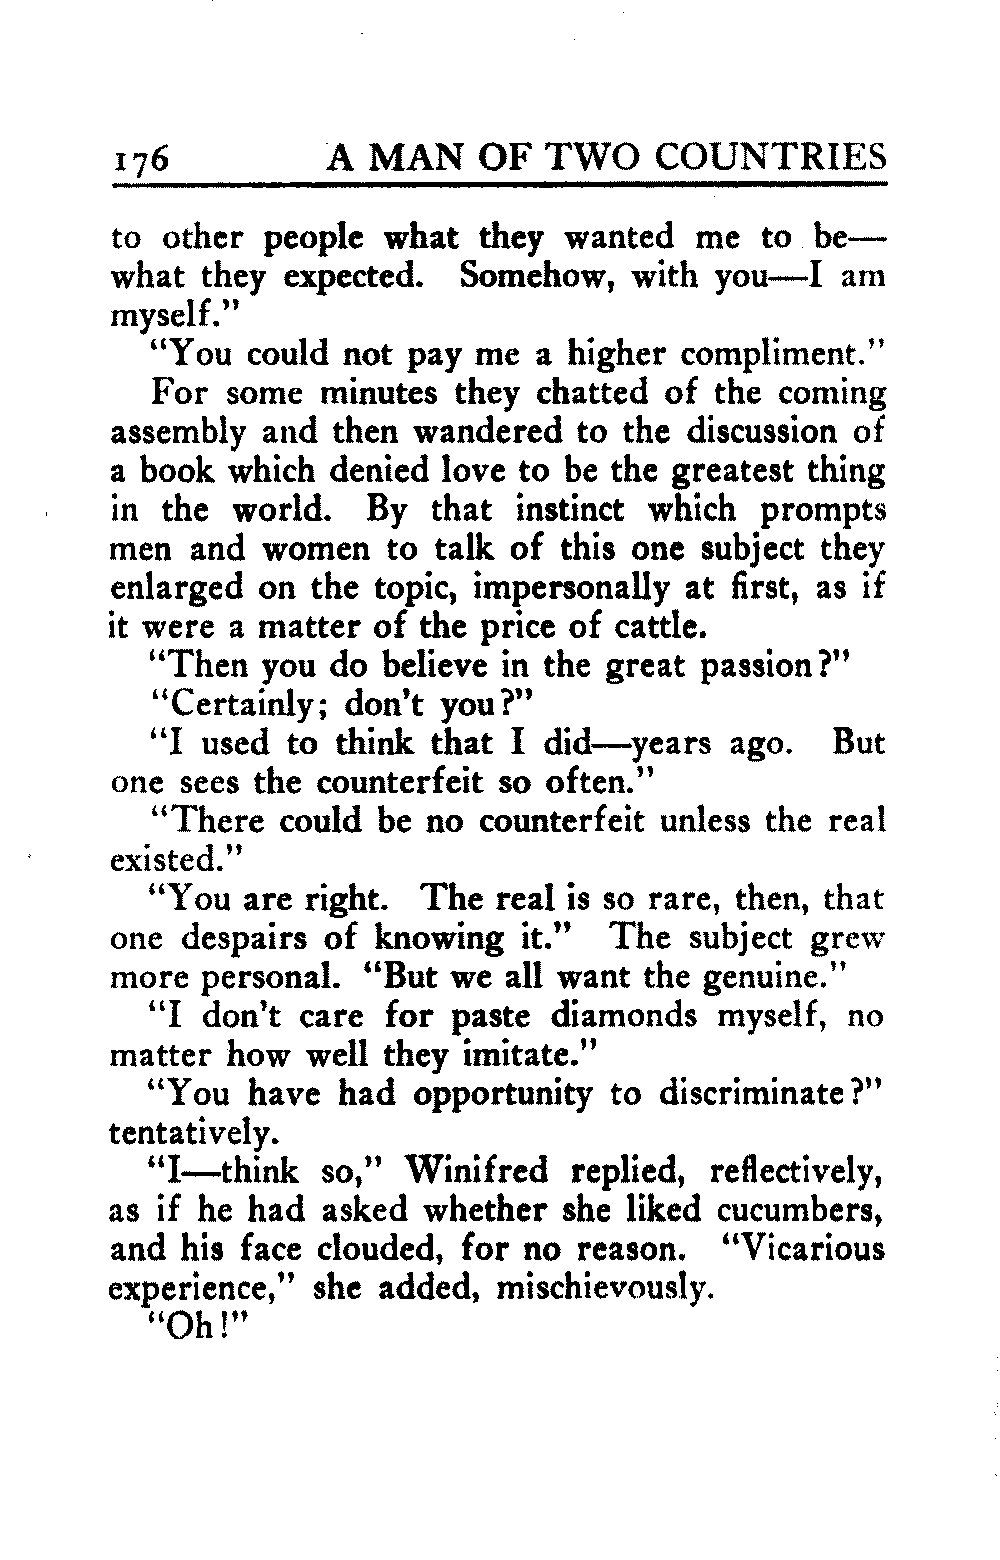 176 A MAN OF TWO COUNTRIES
to other people what they wanted me to be—
what they expected. Somehow, with you—I am
myself."
"You could not pay me a higher compliment."
For some minutes they chatted of the coming
assembly and then wandered to the discussion of
a book which denied love to be the greatest thing
in the world. By that instinct which prompts
men and women to talk of this one subject they
enlarged on the topic, impersonally at first, as if
it were a matter of the price of cattle.
"Then you do believe in the great passion?"
"Certainly; don't you?"
"I used to think that I did—years ago. But
one sees the counterfeit so often."
"There could be no counterfeit unless the real
existed."
"You are right. The real is so rare, then, that
one despairs of knowing it." The subject grew
more personal. "But we all want the genuine."
"I don't care for paste diamonds myself, no
matter how well they imitate."
"You have had opportunity to discriminate?"
tentatively.
"I—think so," Winifred replied, reflectively,
as if he had asked whether she liked cucumbers,
and his face clouded, for no reason. "Vicarious
experience," she added, mischievously.
"Oh!"